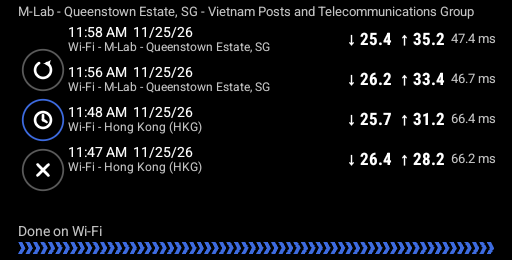 M-Lab - Queenstown Estate, SG - Vietnam Posts and Telecommunications Group
11:58 AM 11/25/26 ↓ 25.4 ↑ 35.2 47.4 ms
Wi-Fi - M-Lab - Queenstown Estate, SG
11:56 AM 11/25/26 ↓ 26.2 ↑ 33.4 46.7 ms
Wi-Fi - M-Lab - Queenstown Estate, SG
11:48 AM 11/25/26 ↓ 25.7 ↑ 31.2 66.4 ms
Wi-Fi - Hong Kong (HKG)
11:47 AM 11/25/26 ↓ 26.4 ↑ 28.2 66.2 ms
Wi-Fi - Hong Kong (HKG)
Done on Wi-Fi